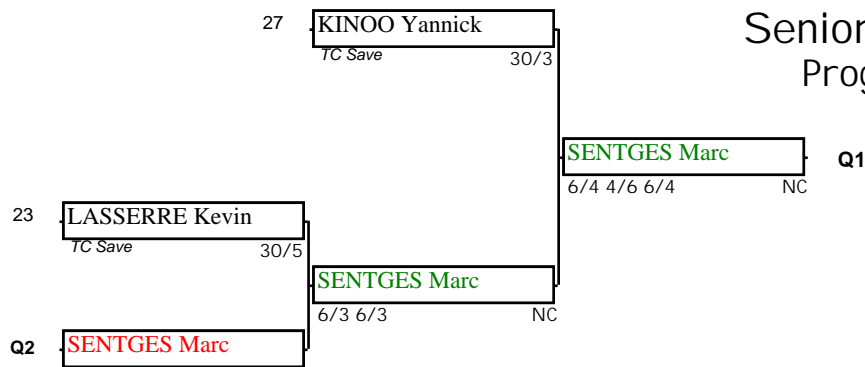 27 KINOO Yannick
TC Save 30/3
Senior
Prog
SENTGES Marc Q1
6/4 4/6 6/4 NC
23 LASSERRE Kevin
TC Save 30/5
SENTGES Marc
6/3 6/3 NC
Q2 SENTGES Marc